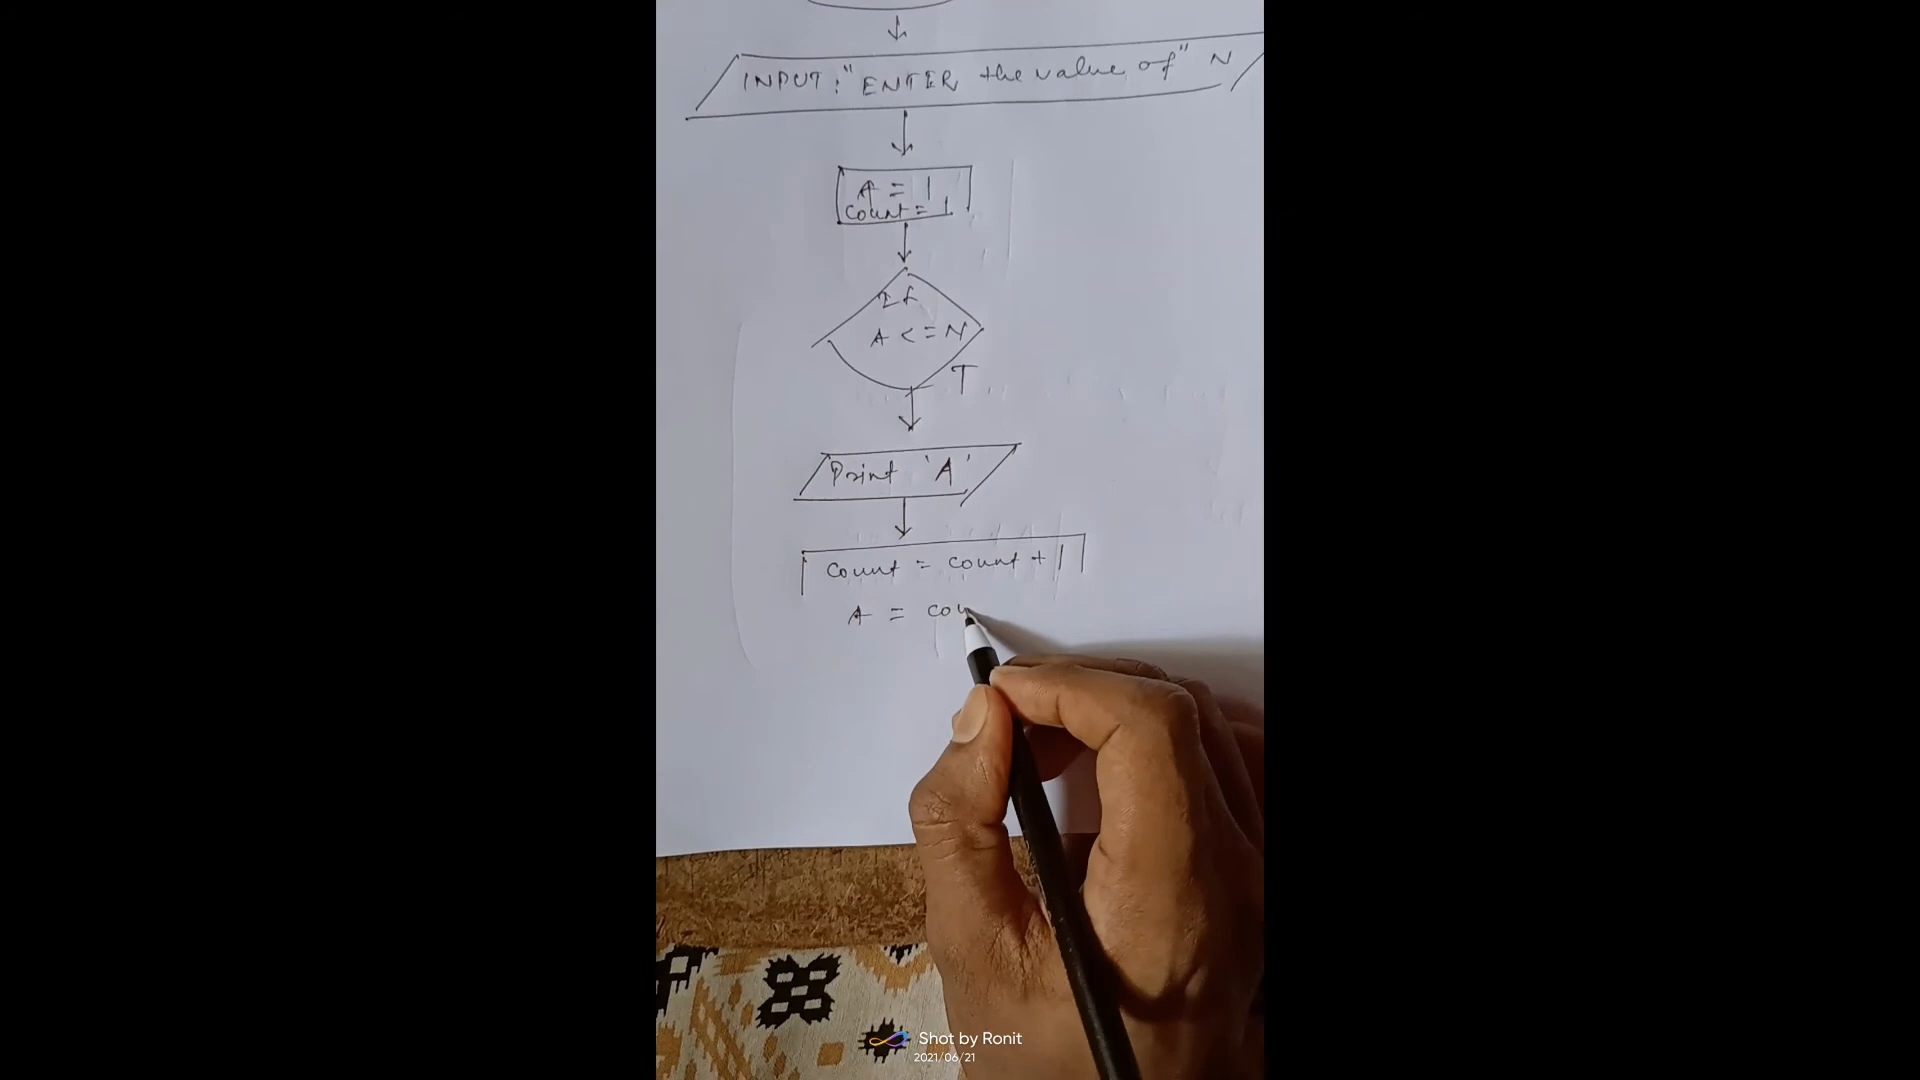 INPUT: "ENTER the value of" N
A = 1
count = 1
If
A <= N
T
Print 'A'
count = count + 1
A = cou
Shot by Ronit
2021/06/21